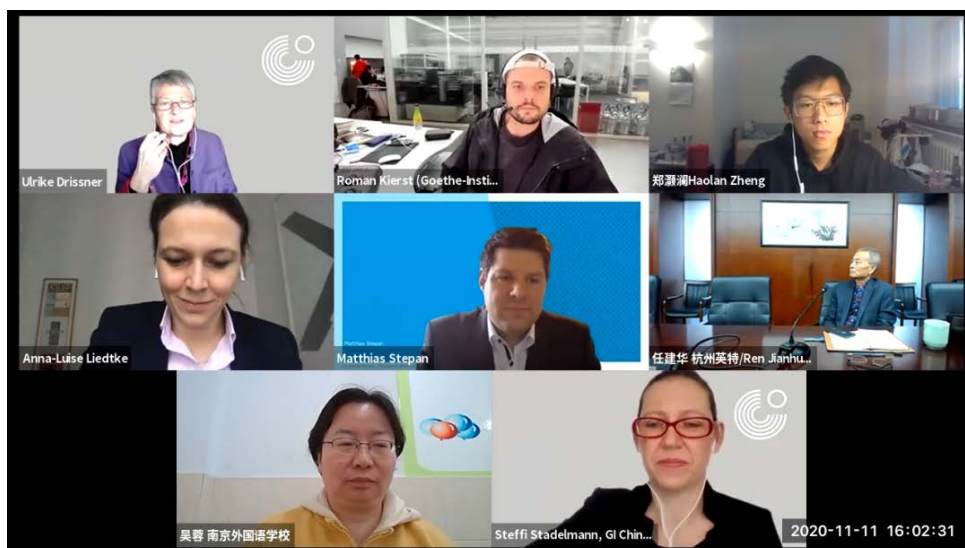 Ulrike Drissner
Roman Kierst (Goethe-Insti...
郑灏澜Haolan Zheng
Anna-Luise Liedtke
Matthias Stepan
Matthias Stepan
任建华 杭州英特/Ren Jianhu...
吴蓉 南京外国语学校
Steffi Stadelmann, GI Chin...
2020-11-11 16:02:31